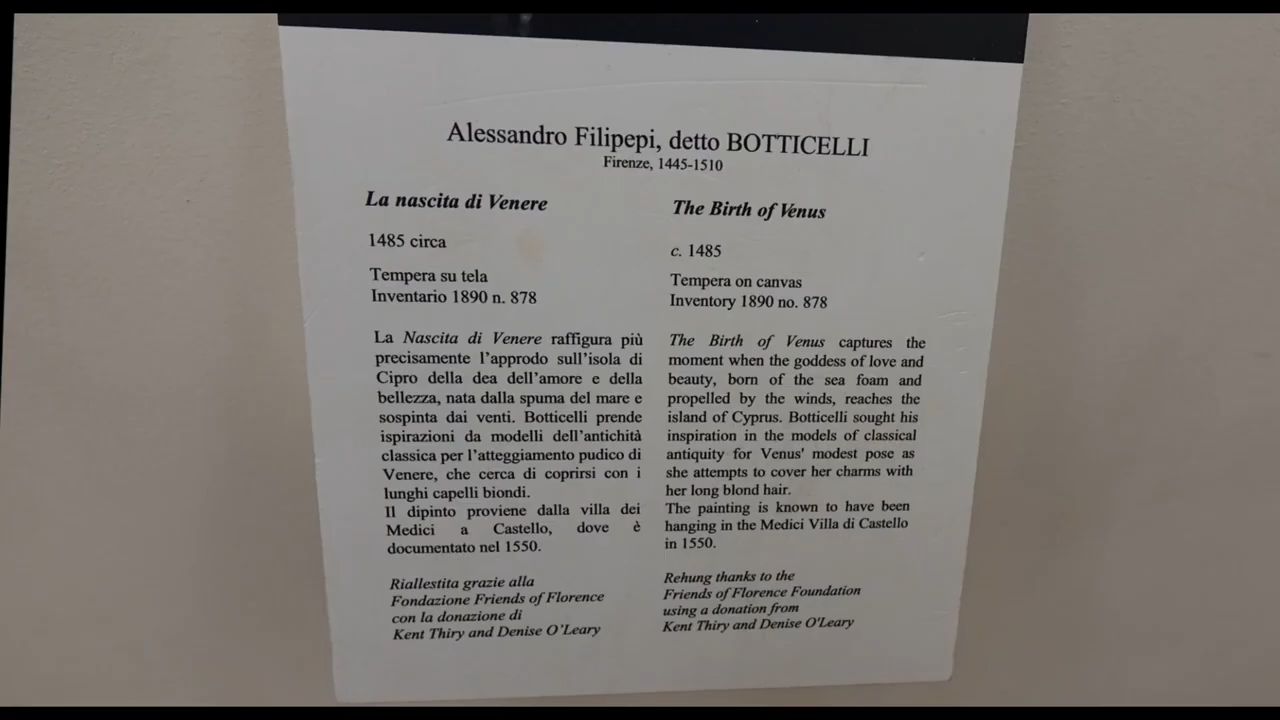 Alessandro Filipepi, detto BOTTICELLI
Firenze, 1445-1510
La nascita di Venere
1485 circa
Tempera su tela
Inventario 1890 n. 878
La Nascita di Venere raffigura più
precisamente l'approdo sull'isola di
Cipro della dea dell'amore e della
bellezza, nata dalla spuma del mare e
sospinta dai venti. Botticelli prende
ispirazioni da modelli dell'antichità
classica per l'atteggiamento pudico di
Venere, che cerca di coprirsi con i
lunghi capelli biondi.
Il dipinto proviene dalla villa dei
Medici a Castello, dove è
documentato nel 1550.
Riallestita grazie alla
Fondazione Friends of Florence
con la donazione di
Kent Thiry and Denise O'Leary
The Birth of Venus
c. 1485
Tempera on canvas
Inventory 1890 no. 878
The Birth of Venus captures the
moment when the goddess of love and
beauty, born of the sea foam and
propelled by the winds, reaches the
island of Cyprus. Botticelli sought his
inspiration in the models of classical
antiquity for Venus' modest pose as
she attempts to cover her charms with
her long blond hair.
The painting is known to have been
hanging in the Medici Villa di Castello
in 1550.
Rehung thanks to the
Friends of Florence Foundation
using a donation from
Kent Thiry and Denise O'Leary